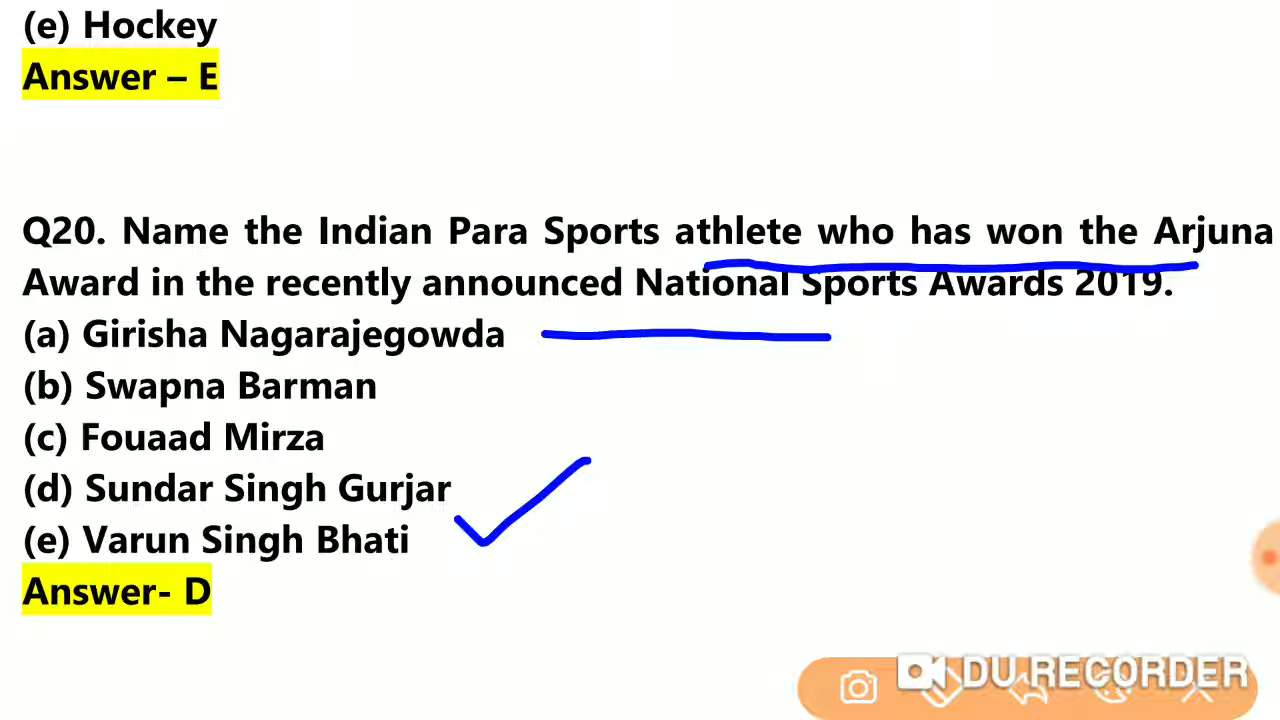 (e) Hockey
Answer – E
Q20. Name the Indian Para Sports athlete who has won the Arjuna
Award in the recently announced National Sports Awards 2019.
(a) Girisha Nagarajegowda
(b) Swapna Barman
(c) Fouaad Mirza
(d) Sundar Singh Gurjar
(e) Varun Singh Bhati
Answer- D
DU RECORDER